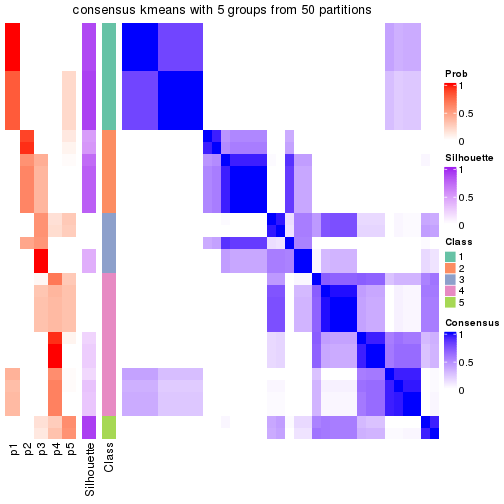 consensus kmeans with 5 groups from 50 partitions
Prob
1
0.5
0
Silhouette
1
0.5
0
Class
1
2
3
4
5
Consensus
1
0.5
0
p1
p2
p3
p4
p5
Silhouette
Class